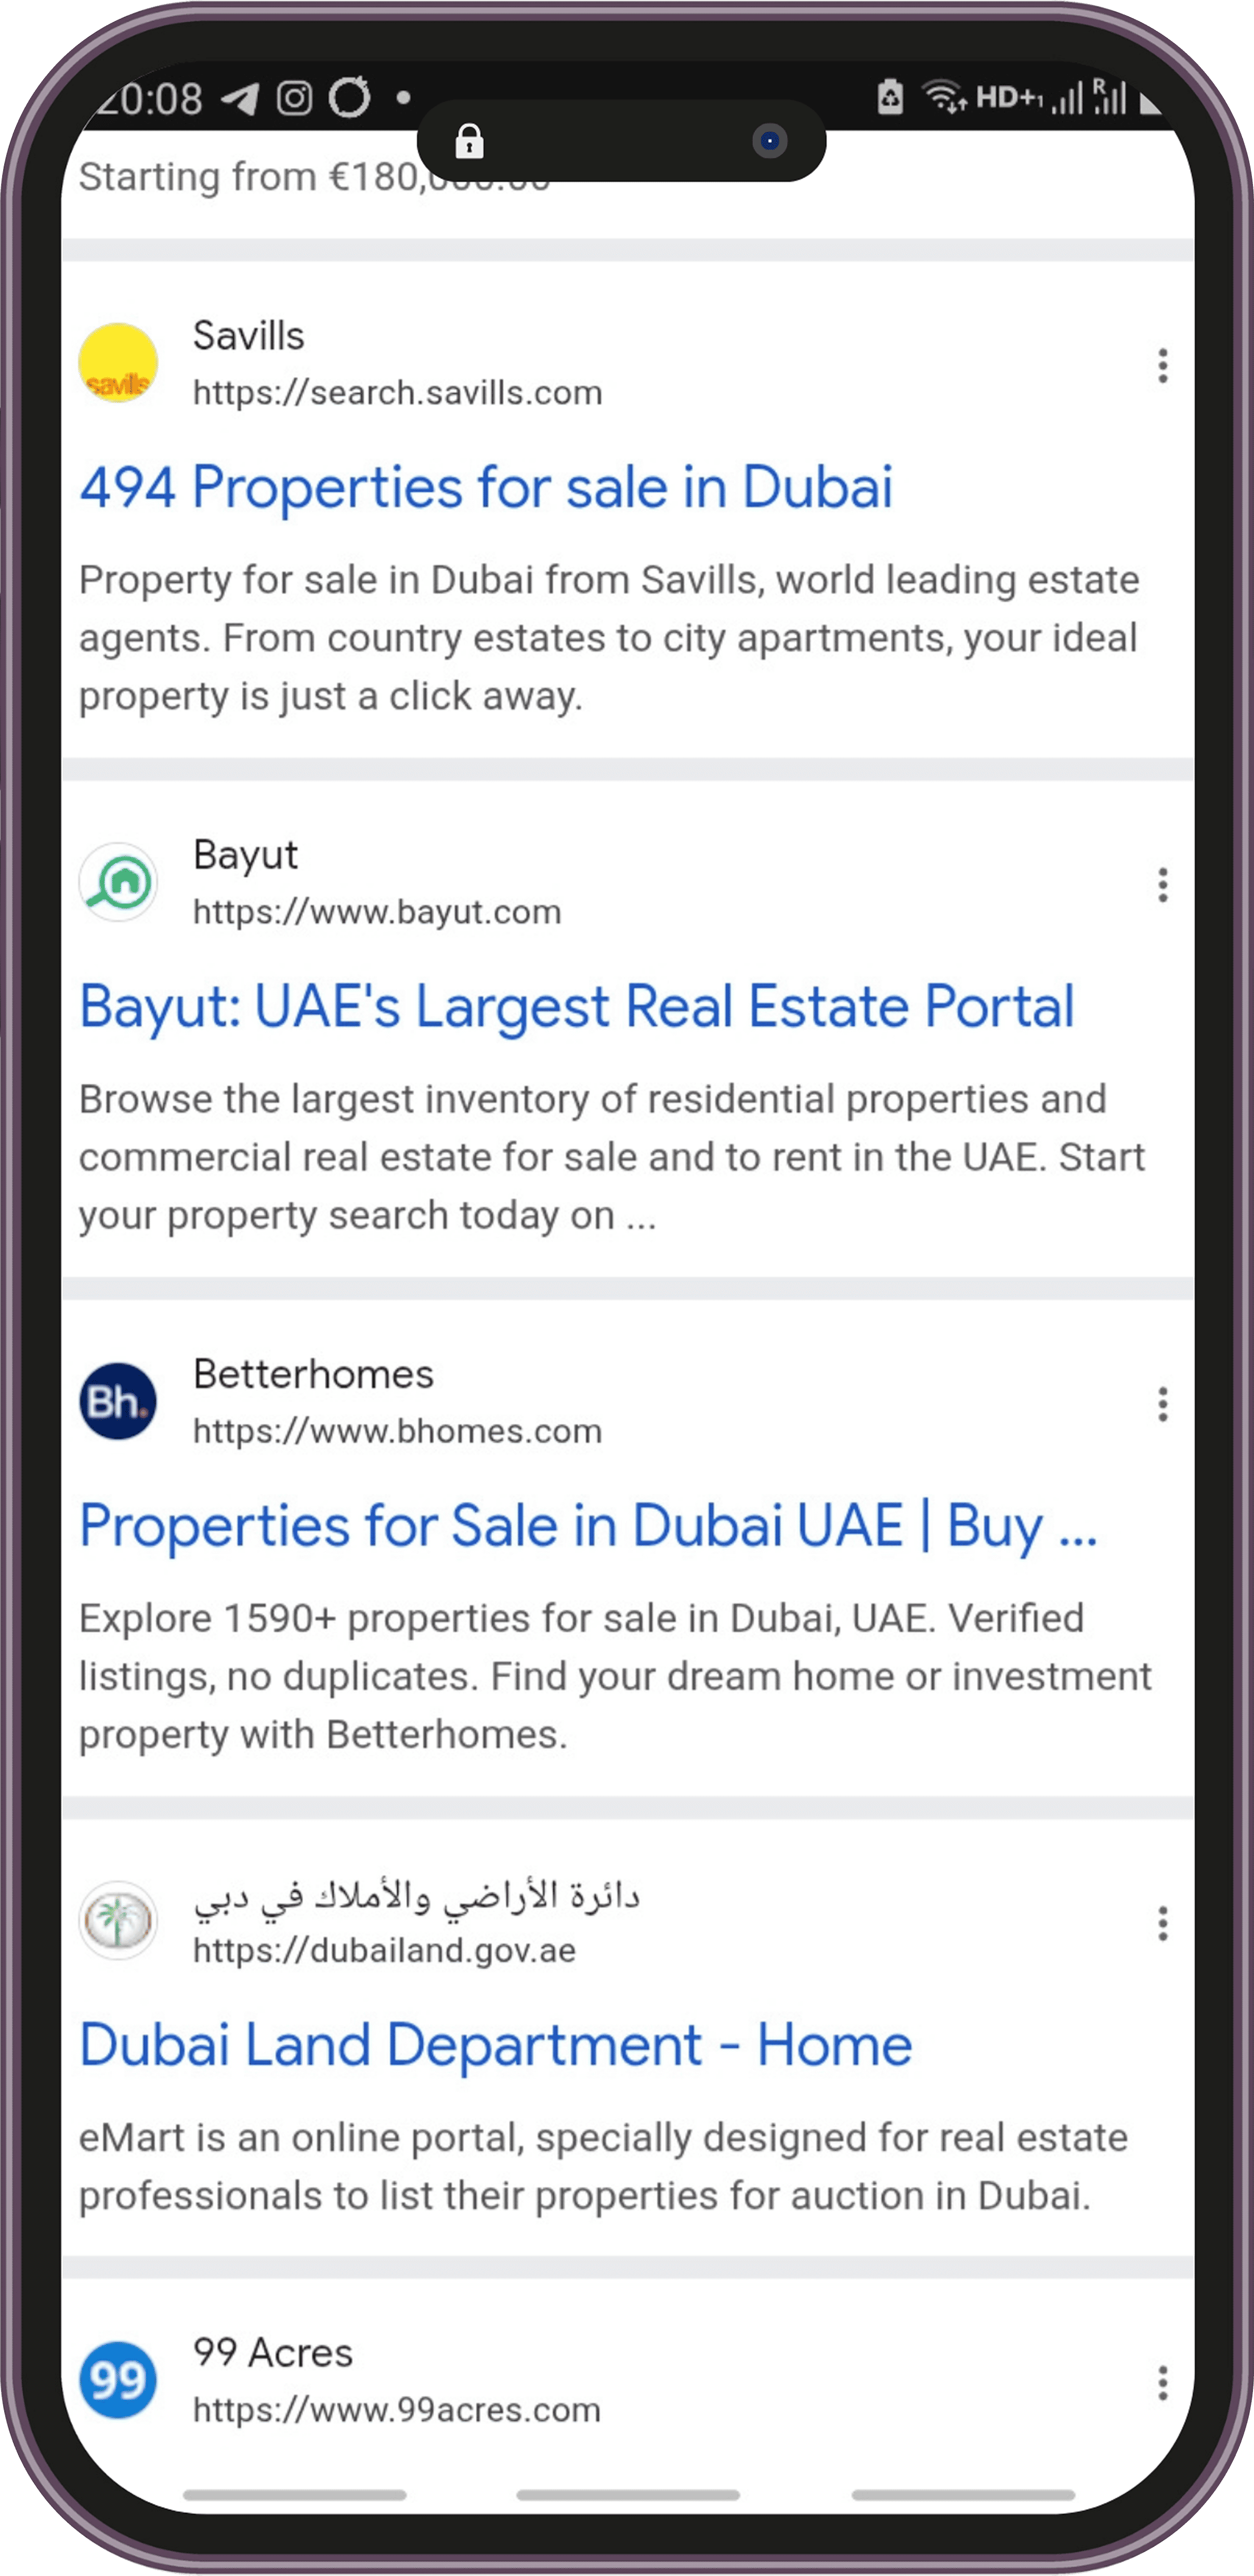 20:08 HD+1 R
Starting from €180,000.00
savills
Savills
https://search.savills.com
494 Properties for sale in Dubai
Property for sale in Dubai from Savills, world leading estate
agents. From country estates to city apartments, your ideal
property is just a click away.
Bayut
https://www.bayut.com
Bayut: UAE's Largest Real Estate Portal
Browse the largest inventory of residential properties and
commercial real estate for sale and to rent in the UAE. Start
your property search today on ...
Bh.
Betterhomes
https://www.bhomes.com
Properties for Sale in Dubai UAE | Buy ...
Explore 1590+ properties for sale in Dubai, UAE. Verified
listings, no duplicates. Find your dream home or investment
property with Betterhomes.
دائرة الأراضي والأملاك في دبي
https://dubailand.gov.ae
Dubai Land Department - Home
eMart is an online portal, specially designed for real estate
professionals to list their properties for auction in Dubai.
99
99 Acres
https://www.99acres.com